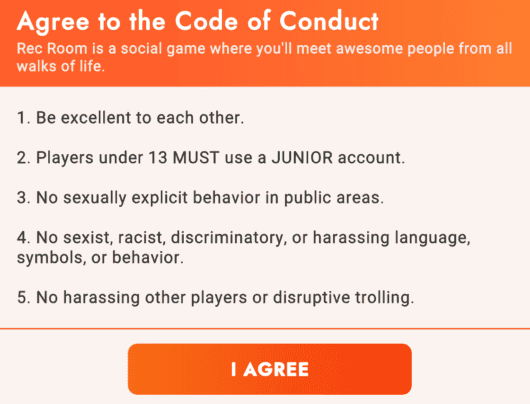 Agree to the Code of Conduct
Rec Room is a social game where you'll meet awesome people from all
walks of life.
1. Be excellent to each other.
2. Players under 13 MUST use a JUNIOR account.
3. No sexually explicit behavior in public areas.
4. No sexist, racist, discriminatory, or harassing language,
symbols, or behavior.
5. No harassing other players or disruptive trolling.
I AGREE